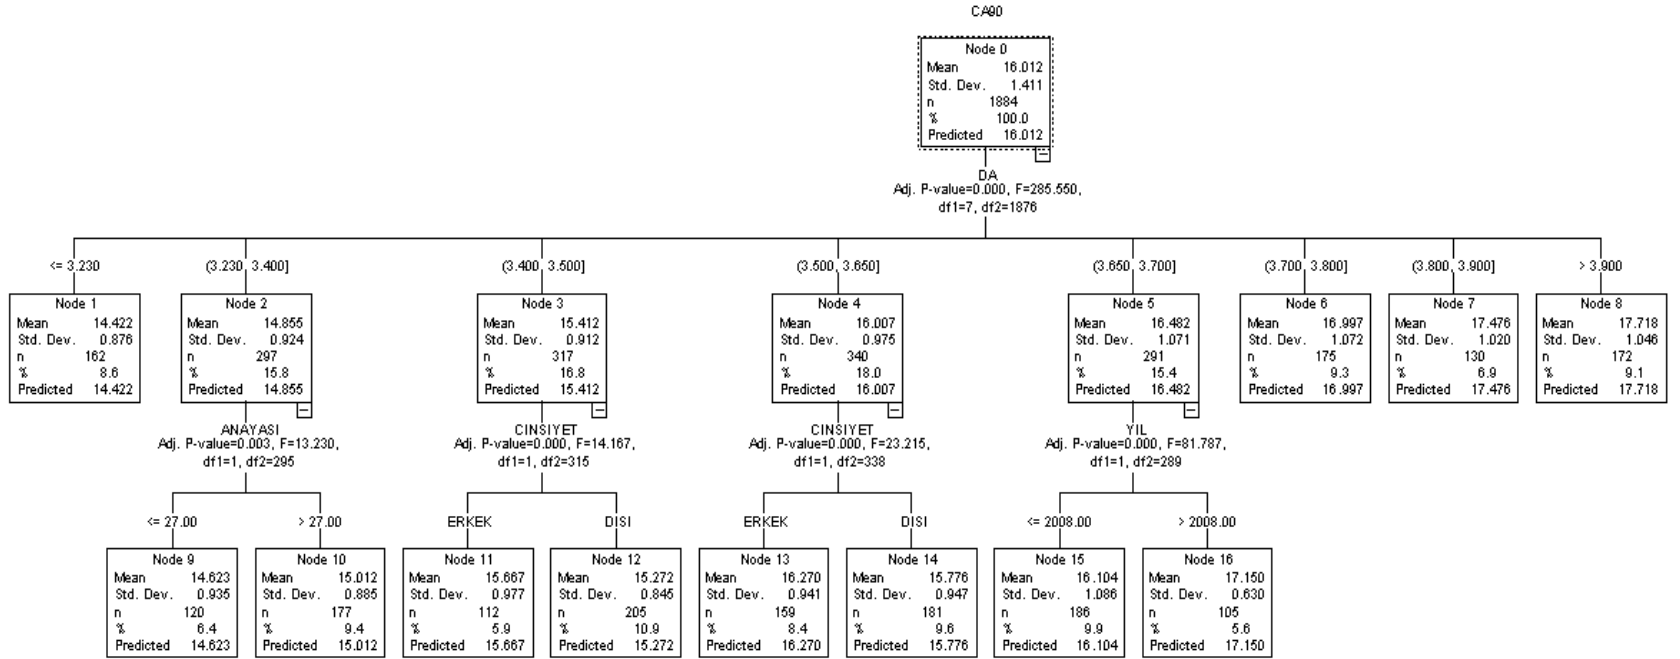 CA90
Node 0
Mean 16.012
Std. Dev. 1.411
n 1884
% 100.0
Predicted 16.012
DA
Adj. P-value=0.000, F=285.550,
df1=7, df2=1876
<= 3.230
(3.230, 3.400]
(3.400, 3.500]
(3.500, 3.650]
(3.650, 3.700]
(3.700, 3.800]
(3.800, 3.900]
> 3.900
Node 1
Mean 14.422
Std. Dev. 0.876
n 162
% 8.6
Predicted 14.422
Node 2
Mean 14.855
Std. Dev. 0.924
n 297
% 15.8
Predicted 14.855
Node 3
Mean 15.412
Std. Dev. 0.912
n 317
% 16.8
Predicted 15.412
Node 4
Mean 16.007
Std. Dev. 0.975
n 340
% 18.0
Predicted 16.007
Node 5
Mean 16.482
Std. Dev. 1.071
n 291
% 15.4
Predicted 16.482
Node 6
Mean 16.997
Std. Dev. 1.072
n 175
% 9.3
Predicted 16.997
Node 7
Mean 17.476
Std. Dev. 1.020
n 130
% 6.9
Predicted 17.476
Node 8
Mean 17.718
Std. Dev. 1.046
n 172
% 9.1
Predicted 17.718
ANAYASI
Adj. P-value=0.003, F=13.230,
df1=1, df2=295
CINSIYET
Adj. P-value=0.000, F=14.167,
df1=1, df2=315
CINSIYET
Adj. P-value=0.000, F=23.215,
df1=1, df2=338
YIL
Adj. P-value=0.000, F=81.787,
df1=1, df2=289
<= 27.00
> 27.00
ERKEK
DISI
ERKEK
DISI
<= 2008.00
> 2008.00
Node 9
Mean 14.623
Std. Dev. 0.935
n 120
% 6.4
Predicted 14.623
Node 10
Mean 15.012
Std. Dev. 0.885
n 177
% 9.4
Predicted 15.012
Node 11
Mean 15.667
Std. Dev. 0.977
n 112
% 5.9
Predicted 15.667
Node 12
Mean 15.272
Std. Dev. 0.845
n 205
% 10.9
Predicted 15.272
Node 13
Mean 16.270
Std. Dev. 0.941
n 159
% 8.4
Predicted 16.270
Node 14
Mean 15.776
Std. Dev. 0.947
n 181
% 9.6
Predicted 15.776
Node 15
Mean 16.104
Std. Dev. 1.086
n 186
% 9.9
Predicted 16.104
Node 16
Mean 17.150
Std. Dev. 0.630
n 105
% 5.6
Predicted 17.150